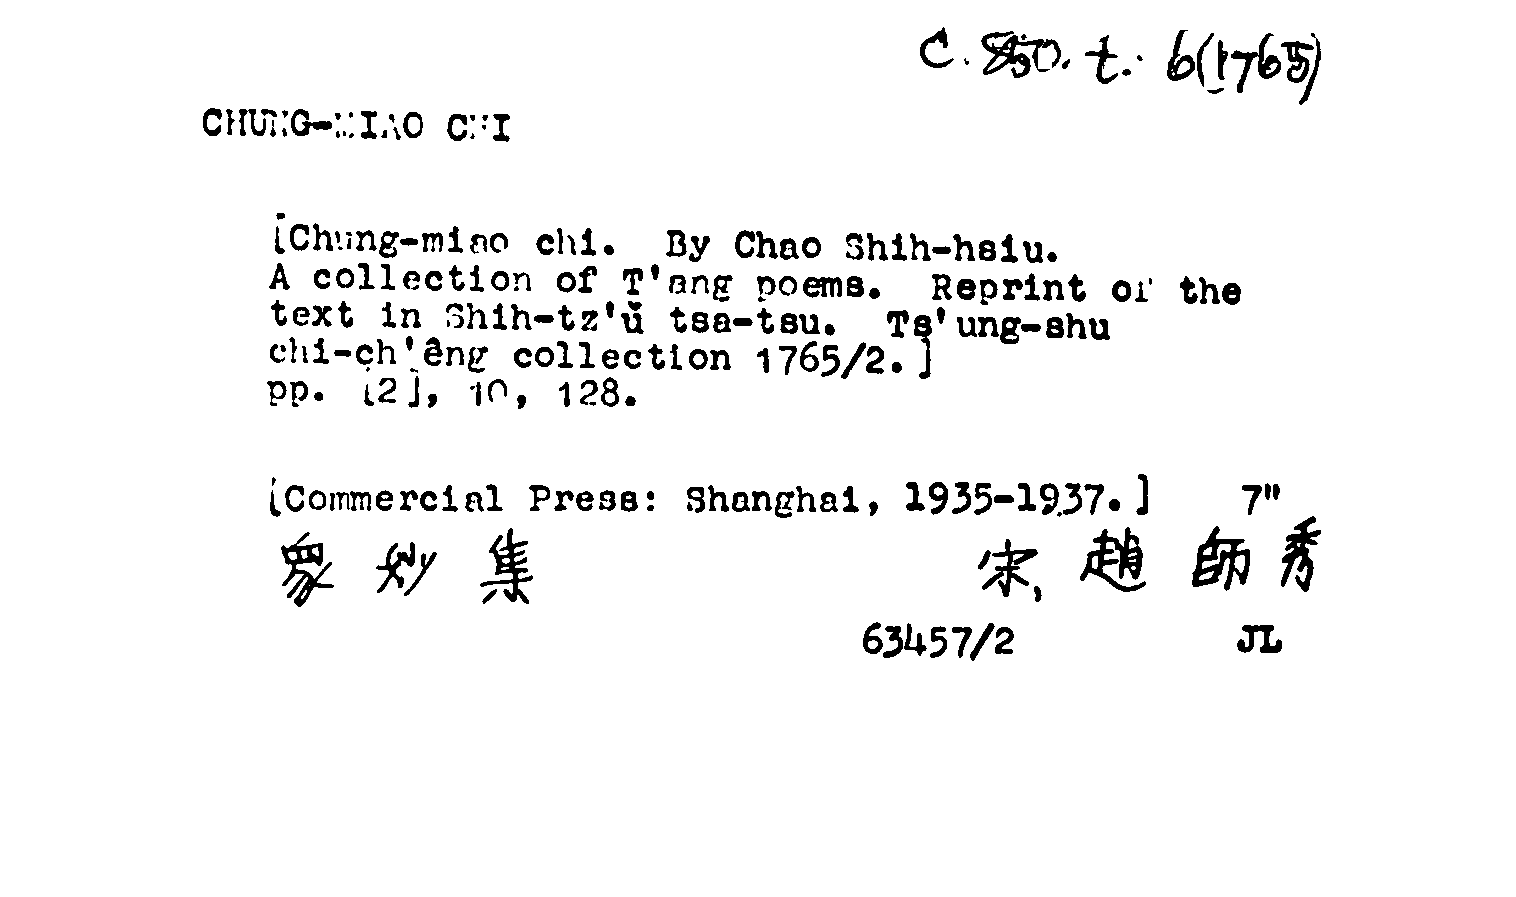 C. 850. t. 6(1765)
CHUNG-MIAO CHI
[Chung-miao chi. By Chao Shih-hsiu.
A collection of T'ang poems. Reprint of the
text in Shih-tz'ŭ tsa-tsu. Ts'ung-shu
chi-ch'êng collection 1765/2.]
pp. [2], 10, 128.
[Commercial Press: Shanghai, 1935-1937.] 7"
眾 妙 集 宋, 趙 師 秀
63457/2 JL